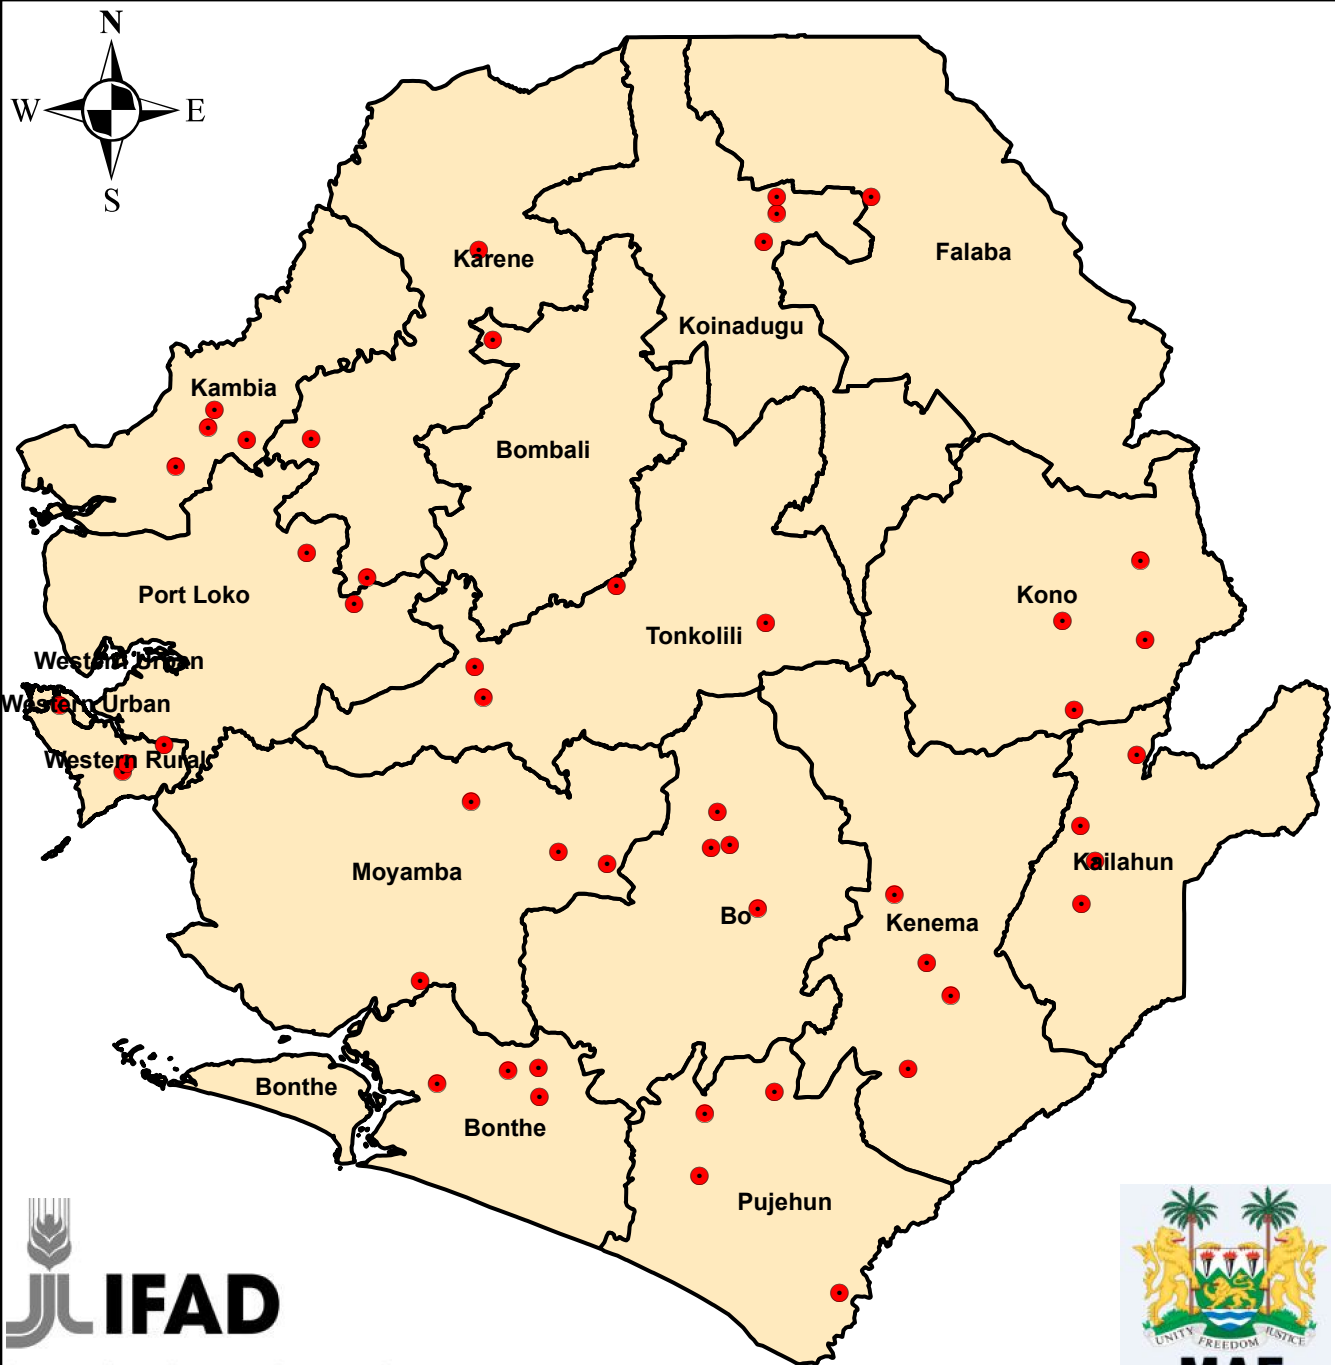 N
W E
S
Karene
Falaba
Koinadugu
Kambia
Bombali
Port Loko
Kono
Tonkolili
Western Urban
Western Urban
Western Rural
Moyamba
Kailahun
Bo
Kenema
Bonthe
Bonthe
Pujehun
IFAD
UNITY FREEDOM JUSTICE